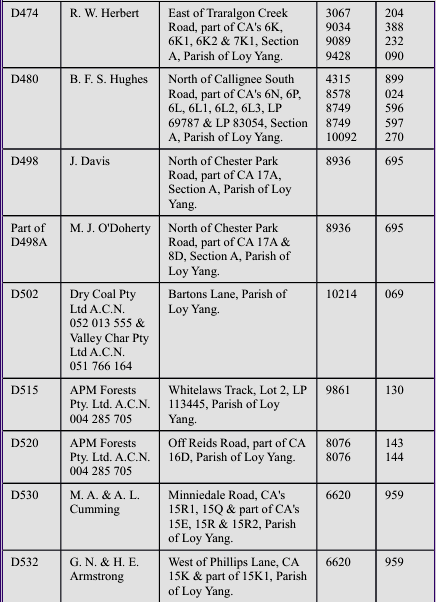 D474 R. W. Herbert East of Traralgon Creek 3067 204
Road, part of CA's 6K, 9034 388
6K1, 6K2 & 7K1, Section 9089 232
A, Parish of Loy Yang. 9428 090
D480 B. F. S. Hughes North of Callignee South 4315 899
Road, part of CA's 6N, 6P, 8578 024
6L, 6L1, 6L2, 6L3, LP 8749 596
69787 & LP 83054, Section 8749 597
A, Parish of Loy Yang. 10092 270
D498 J. Davis North of Chester Park 8936 695
Road, part of CA 17A,
Section A, Parish of Loy
Yang.
Part of M. J. O'Doherty North of Chester Park 8936 695
D498A Road, part of CA 17A &
8D, Section A, Parish of
Loy Yang.
D502 Dry Coal Pty Bartons Lane, Parish of 10214 069
Ltd A.C.N. Loy Yang.
052 013 555 &
Valley Char Pty
Ltd A.C.N.
051 766 164
D515 APM Forests Whitelaws Track, Lot 2, LP 9861 130
Pty. Ltd. A.C.N. 113445, Parish of Loy
004 285 705 Yang.
D520 APM Forests Off Reids Road, part of CA 8076 143
Pty. Ltd. A.C.N. 16D, Parish of Loy Yang. 8076 144
004 285 705
D530 M. A. & A. L. Minniedale Road, CA's 6620 959
Cumming 15R1, 15Q & part of CA's
15E, 15R & 15R2, Parish
of Loy Yang.
D532 G. N. & H. E. West of Phillips Lane, CA 6620 959
Armstrong 15K & part of 15K1, Parish
of Loy Yang.